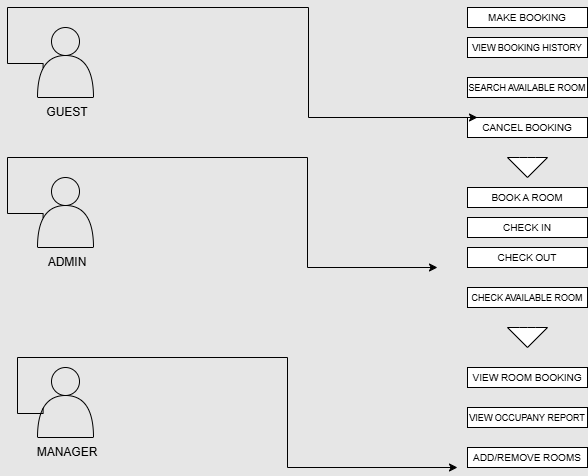 MAKE BOOKING
VIEW BOOKING HISTORY
SEARCH AVAILABLE ROOM
GUEST
CANCEL BOOKING
BOOK A ROOM
CHECK IN
CHECK OUT
ADMIN
CHECK AVAILABLE ROOM
VIEW ROOM BOOKING
VIEW OCCUPANY REPORT
MANAGER
ADD/REMOVE ROOMS